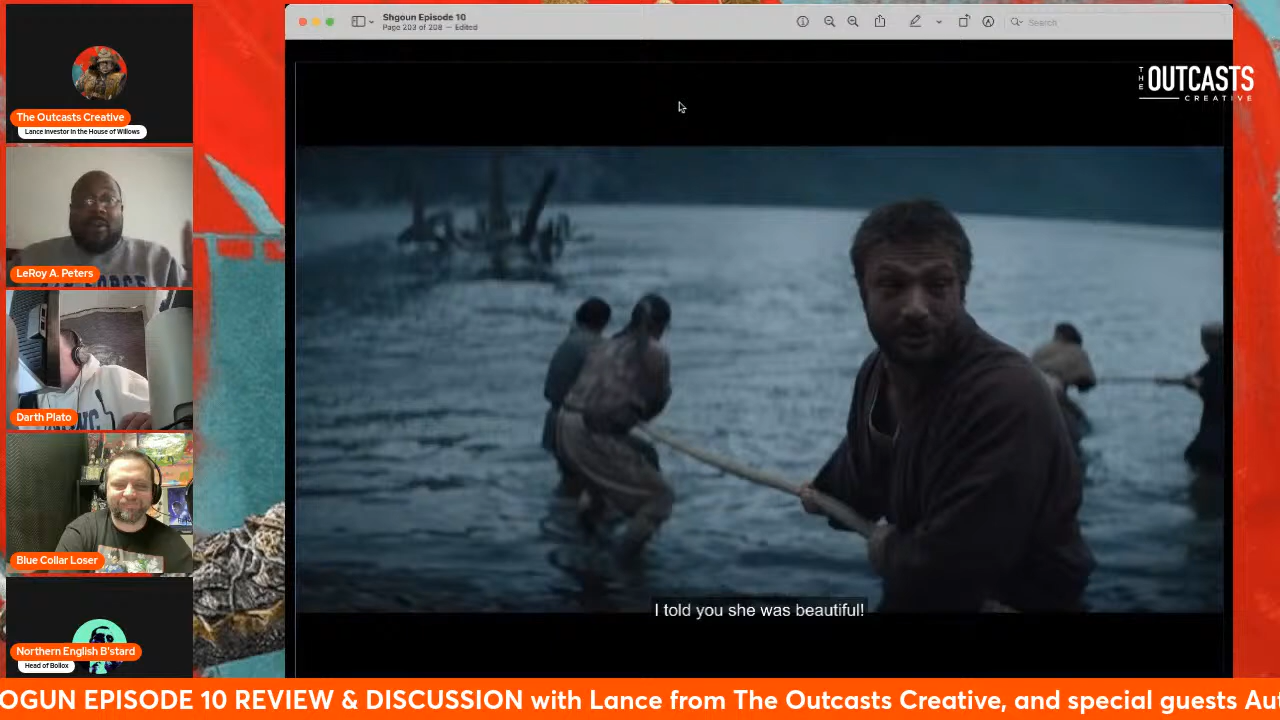 The Outcasts Creative
Lance investor in the House of Willows
LeRoy A. Peters
Darth Plato
Blue Collar Loser
Northern English B'stard
Head of Bollox
Shgoun Episode 10
Page 203 of 208 — Edited
Search
THE OUTCASTS
CREATIVE
I told you she was beautiful!
OGUN EPISODE 10 REVIEW & DISCUSSION with Lance from The Outcasts Creative, and special guests Au